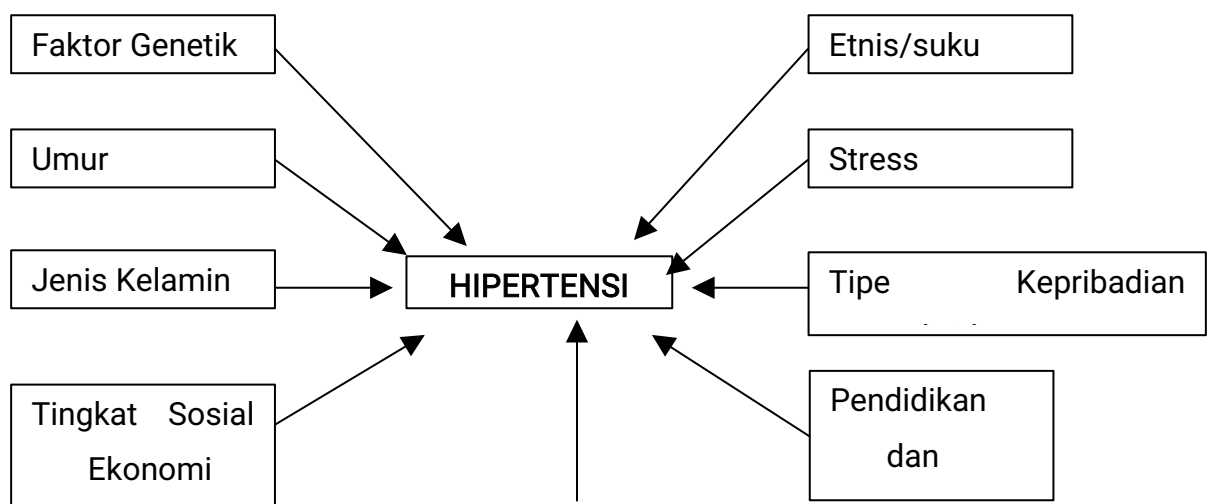 Faktor Genetik
Etnis/suku
Umur
Stress
Jenis Kelamin
HIPERTENSI
Tipe Kepribadian
Tingkat Sosial
Ekonomi
Pendidikan
dan